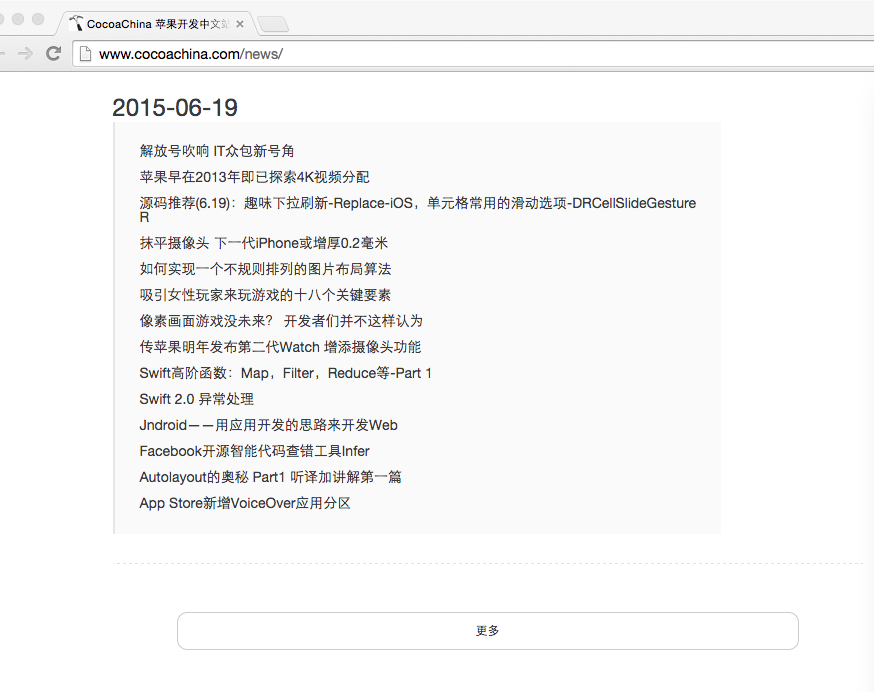 CocoaChina 苹果开发中文站
www.cocoachina.com/news/
2015-06-19
解放号吹响 IT众包新号角
苹果早在2013年即已探索4K视频分配
源码推荐(6.19)：趣味下拉刷新-Replace-iOS，单元格常用的滑动选项-DRCellSlideGesture
R
抹平摄像头 下一代iPhone或增厚0.2毫米
如何实现一个不规则排列的图片布局算法
吸引女性玩家来玩游戏的十八个关键要素
像素画面游戏没未来？ 开发者们并不这样认为
传苹果明年发布第二代Watch 增添摄像头功能
Swift高阶函数：Map，Filter，Reduce等-Part 1
Swift 2.0 异常处理
Jndroid——用应用开发的思路来开发Web
Facebook开源智能代码查错工具Infer
Autolayout的奥秘 Part1 听译加讲解第一篇
App Store新增VoiceOver应用分区
更多